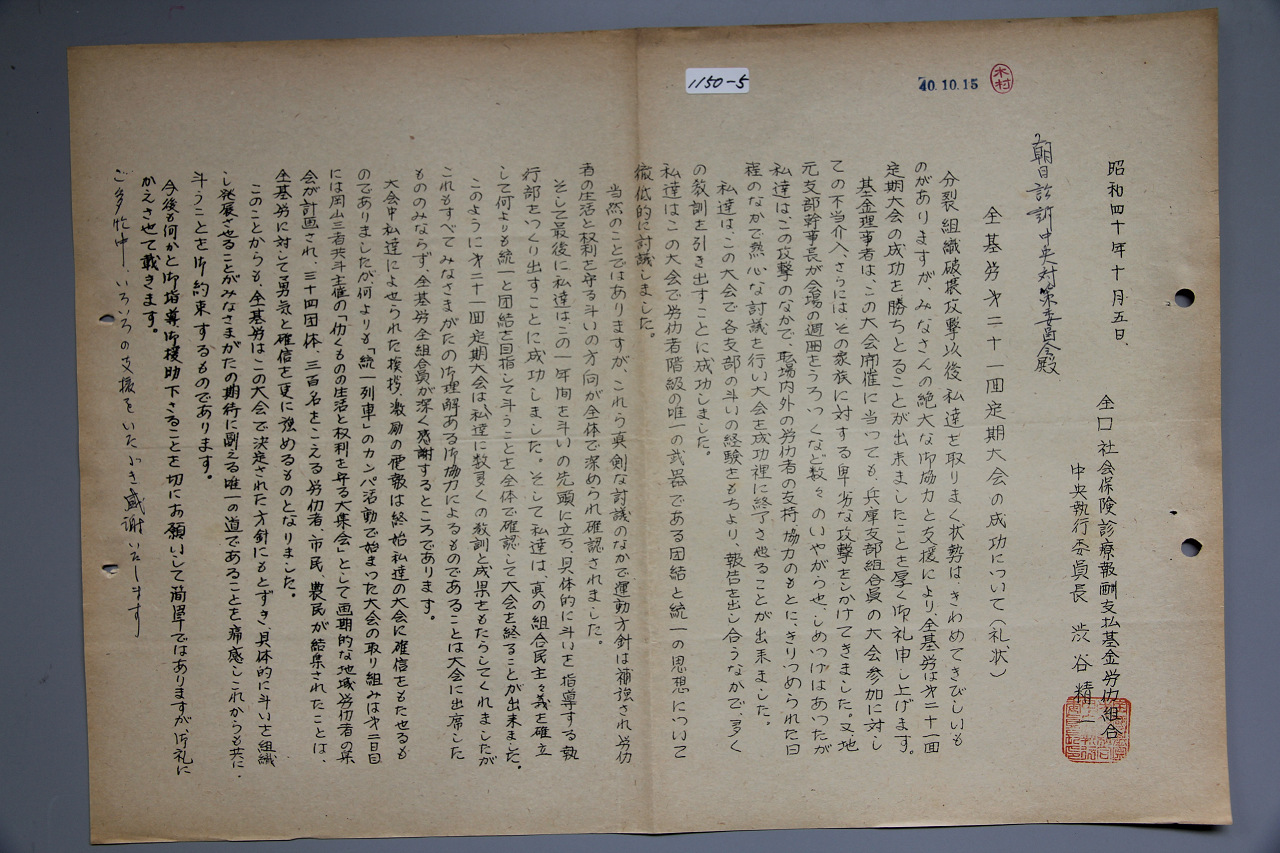 1150-5
40.10.15
木村
昭和四十年十月五日、
全口社会保険診療報酬支払基金労仂組合
中央執行委員長 渋谷精一
朝日訴訟中央対策委員会殿
全基労才二十一回定期大会の成功について(礼状)
分裂組織破壊攻撃以後、私達を取りまく状勢はきわめてきびしいも
のがありますが、みなさんの絶大な御協力と支援により、全基労は才二十一回
定期大会の成功を勝ちとることが出来ましたことを厚く御礼申し上げます。
基金理事者は、この大会開催に当っても、兵庫支部組合員の大会参加に対し
ての不当介入、さらには、その家族に対する卑劣な攻撃をしかけてきました。又、地
元支部幹事長が会場の週囲をうろつくなど数々のいやがらせ、しめつけはあったが
私達はこの攻撃のなかで、職場内外の労仂者の支持協力のもとに、きりつめられた日
程のなかで熱心な討議を行い大会を成功裡に終了させることが出来ました。
私達は、この大会で各支部の斗いの経験をもちより、報告を出し合うなかで、多く
の教訓を引き出すことに成功しました。
私達はこの大会で労仂者階級の唯一の武器である団結と統一の思想について
徹低的に討議しました。
当然のことではありますが、これら真剣な討議のなかで運動方針は補強され、労仂
者の生活と権利を守る斗いの方向が全体で深められ確認されました。
そして最後に私達は、この一年間を斗いの先頭に立ち、具体的に斗いを指導する執
行部をつくり出すことに成功しました。そして私達は、真の組合民主々義を確立
して何よりも統一と団結を目指して斗うことを全体で確認して大会を終ることが出来ました。
このように才二十一回定期大会は、私達に数多くの教訓と成果をもたらしてくれましたが
これもすべてみなさまがたの御理解ある御協力によるものであることは大会に出席した
もののみならず、全基労全組合員が深く感謝するところであります。
大会中私達によせられた挨拶、激励の電報は終始私達の大会に確信をもたせるも
のでありましたが何よりも「統一列車」のカンパ活動で始まった大会の取り組みは才二日目
には岡山三者共斗主催の「仂くものの生活と権利を守る大集会」として画期的な地域労仂者の集
会が計画され、三十四団体、三百名をこえる労仂者、市民、農民が結集されたことは、
全基労に対して勇気と確信を更に強めるものとなりました。
このことからも、全基労はこの大会で決定された方針にもとずき、具体的に斗いを組織
し発展させることがみなさまがたの期待に副える唯一の道であることを痛感しこれからも共に
斗うことを御約束するものであります。
今後も何かと御指導御援助下さることを切にお願いして簡単ではありますが、御礼に
かえさせて戴きます。
ご多忙中、いろいろの支援をいただき感謝いたします